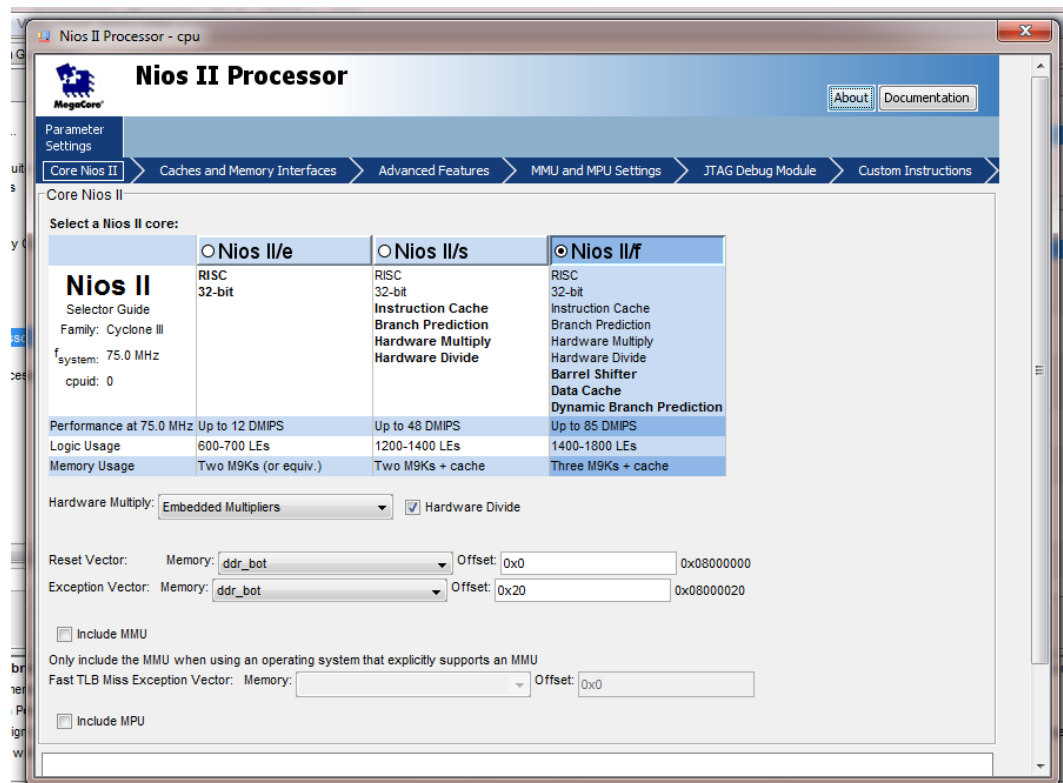 Nios II Processor - cpu
MegaCore®
Nios II Processor
About
Documentation
Parameter
Settings
Core Nios II
Caches and Memory Interfaces
Advanced Features
MMU and MPU Settings
JTAG Debug Module
Custom Instructions
Core Nios II
Select a Nios II core:
Nios II/e
Nios II/s
Nios II/f
Nios II
Selector Guide
Family: Cyclone III
fsystem: 75.0 MHz
cpuid: 0
RISC
32-bit
RISC
32-bit
Instruction Cache
Branch Prediction
Hardware Multiply
Hardware Divide
RISC
32-bit
Instruction Cache
Branch Prediction
Hardware Multiply
Hardware Divide
Barrel Shifter
Data Cache
Dynamic Branch Prediction
Performance at 75.0 MHz Up to 12 DMIPS Up to 48 DMIPS Up to 85 DMIPS
Logic Usage 600-700 LEs 1200-1400 LEs 1400-1800 LEs
Memory Usage Two M9Ks (or equiv.) Two M9Ks + cache Three M9Ks + cache
Hardware Multiply: Embedded Multipliers Hardware Divide
Reset Vector: Memory: ddr_bot Offset: 0x0 0x08000000
Exception Vector: Memory: ddr_bot Offset: 0x20 0x08000020
Include MMU
Only include the MMU when using an operating system that explicitly supports an MMU
Fast TLB Miss Exception Vector: Memory: Offset: 0x0
Include MPU